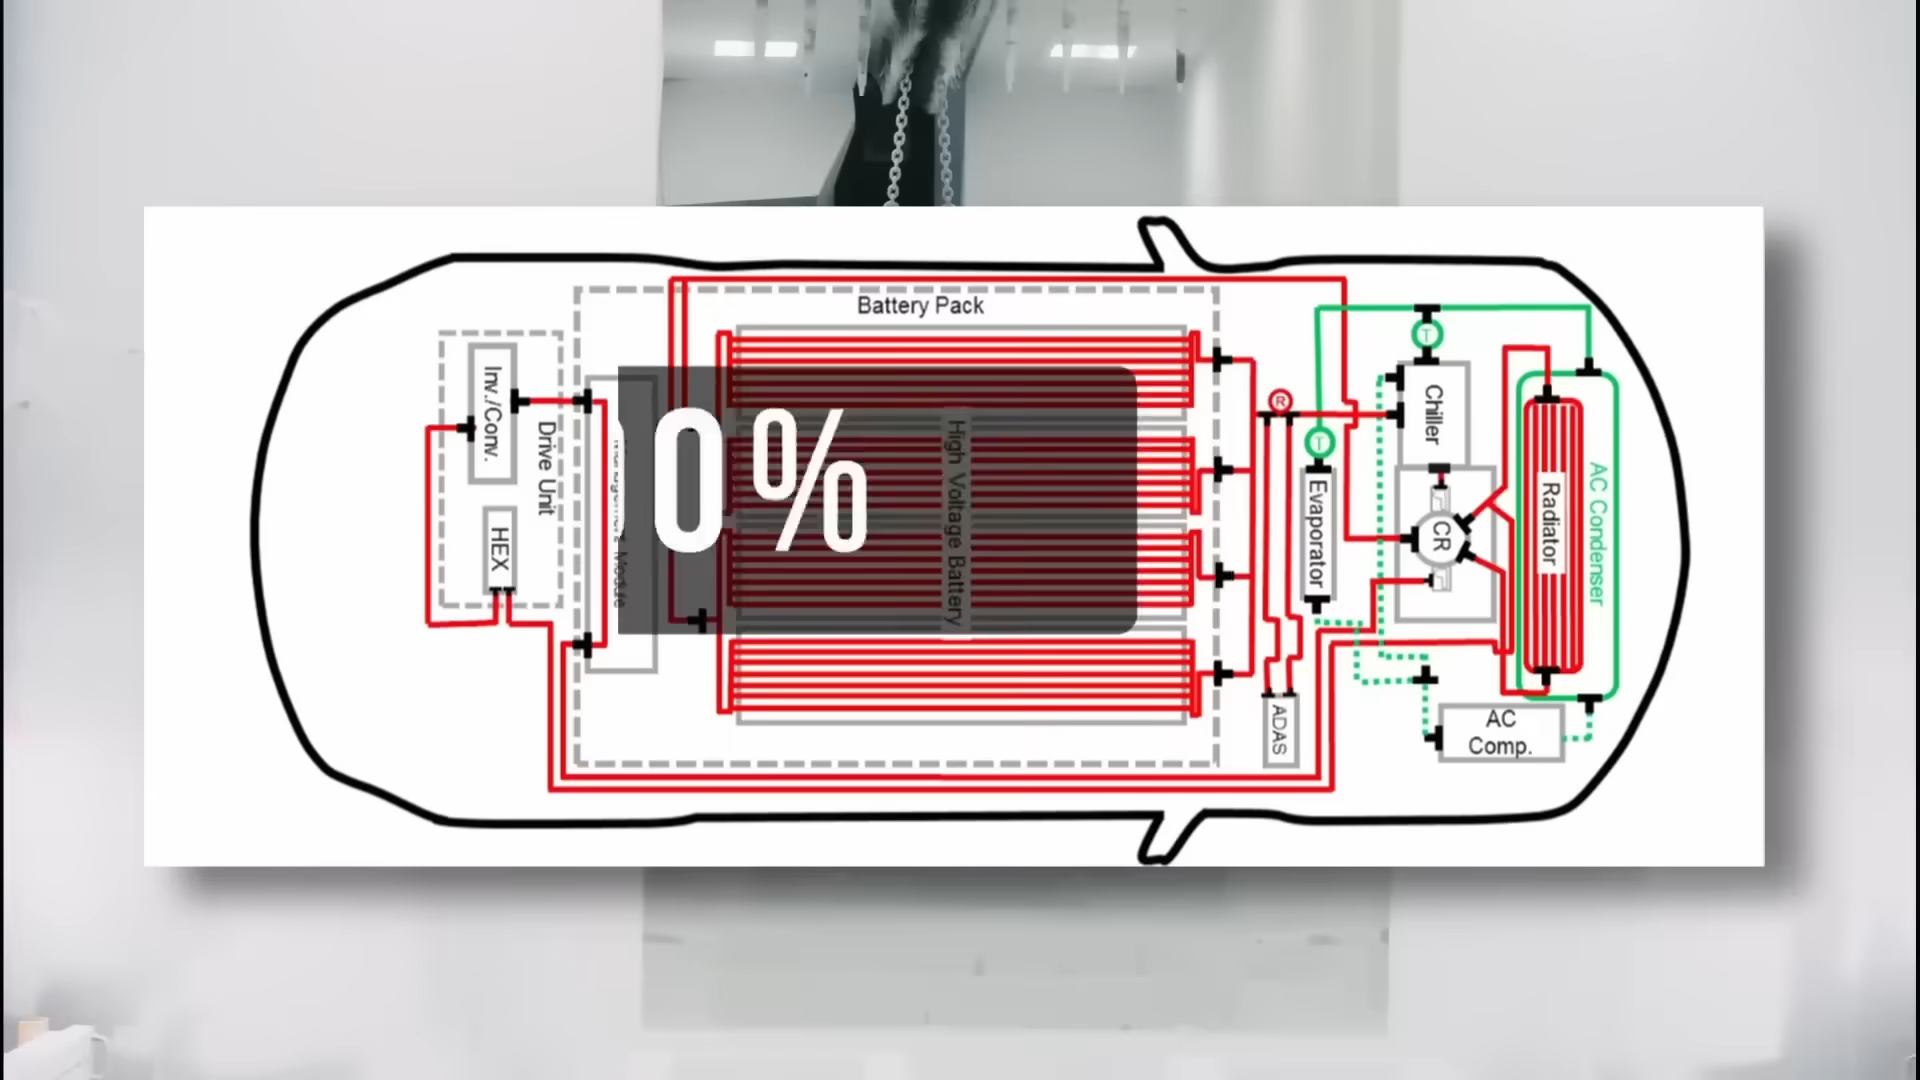 Battery Pack
Inv./Conv.
Drive Unit
HEX
Module
0%
High Voltage Battery
R
T
T
Evaporator
Chiller
CR
Radiator
AC Condenser
ADAS
AC
Comp.